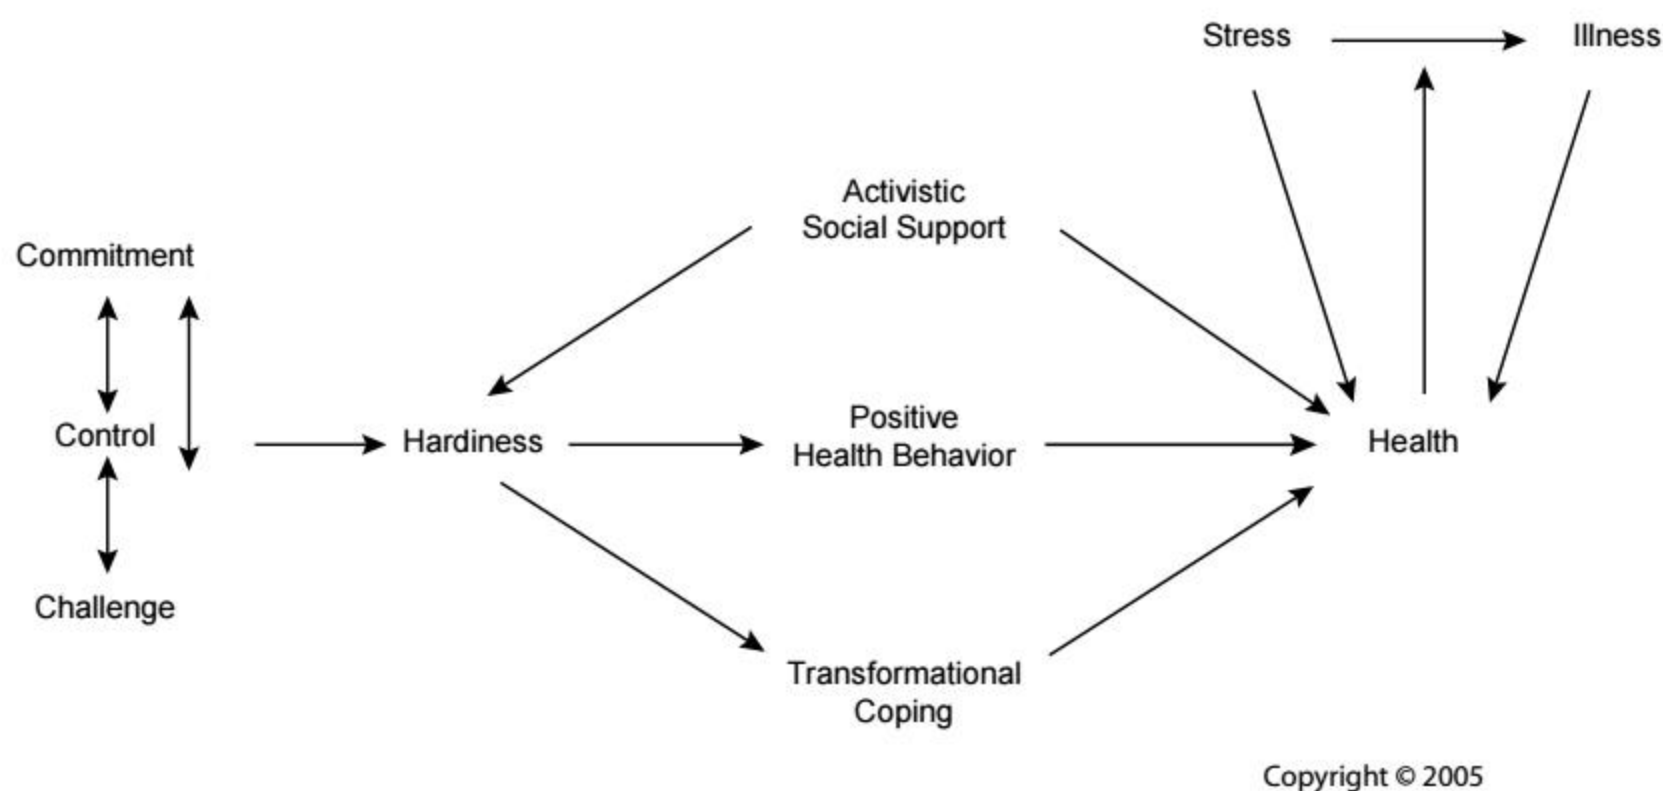 Stress
Illness
Activistic
Social Support
Commitment
Control
Hardiness
Positive
Health Behavior
Health
Challenge
Transformational
Coping
Copyright © 2005